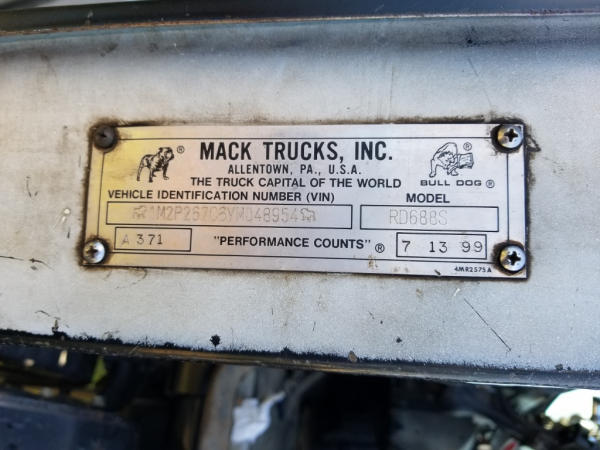 MACK TRUCKS, INC.
ALLENTOWN, PA., U.S.A.
THE TRUCK CAPITAL OF THE WORLD
BULL DOG ®
VEHICLE IDENTIFICATION NUMBER (VIN)
MODEL
1M2P267C6YM048954
RD688S
A 371
"PERFORMANCE COUNTS" ®
7 13 99
4MR2575A